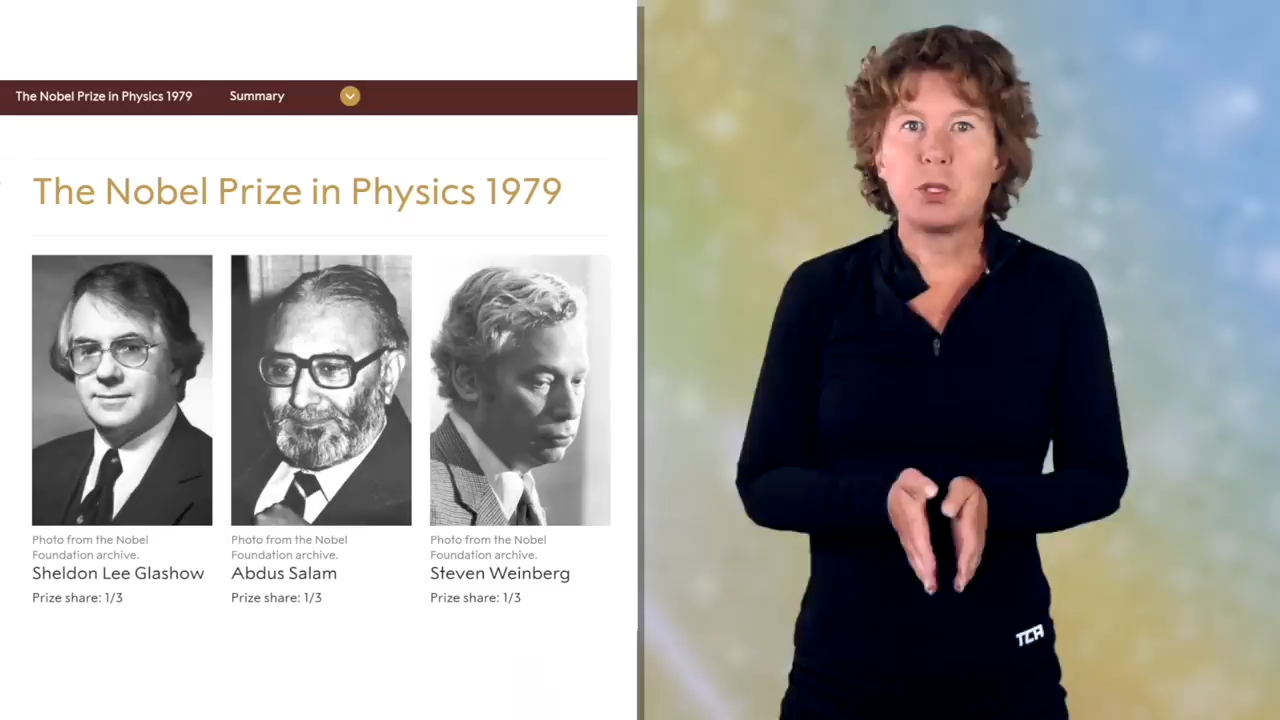 The Nobel Prize in Physics 1979 Summary
The Nobel Prize in Physics 1979
Photo from the Nobel
Foundation archive.
Sheldon Lee Glashow
Prize share: 1/3
Photo from the Nobel
Foundation archive.
Abdus Salam
Prize share: 1/3
Photo from the Nobel
Foundation archive.
Steven Weinberg
Prize share: 1/3
TCA